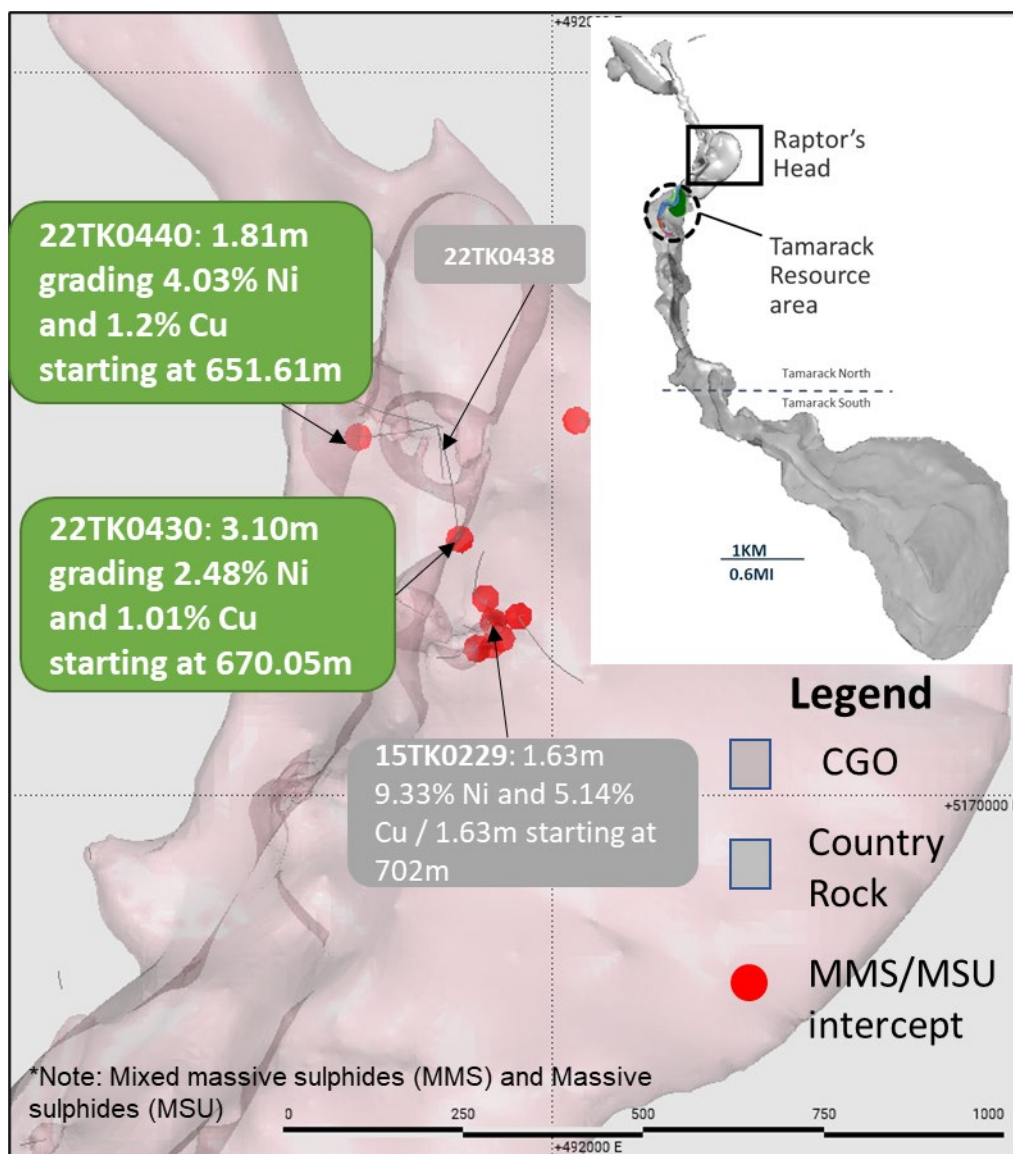 +492000 E
Raptor's
Head
Tamarack
Resource
area
Tamarack North
Tamarack South
1KM
0.6MI
22TK0440: 1.81m
grading 4.03% Ni
and 1.2% Cu
starting at 651.61m
22TK0438
22TK0430: 3.10m
grading 2.48% Ni
and 1.01% Cu
starting at 670.05m
15TK0229: 1.63m
9.33% Ni and 5.14%
Cu / 1.63m starting at
702m
Legend
CGO
+5170000
Country
Rock
MMS/MSU
intercept
*Note: Mixed massive sulphides (MMS) and Massive
sulphides (MSU)
0 250 500 750 1000
+492000 E